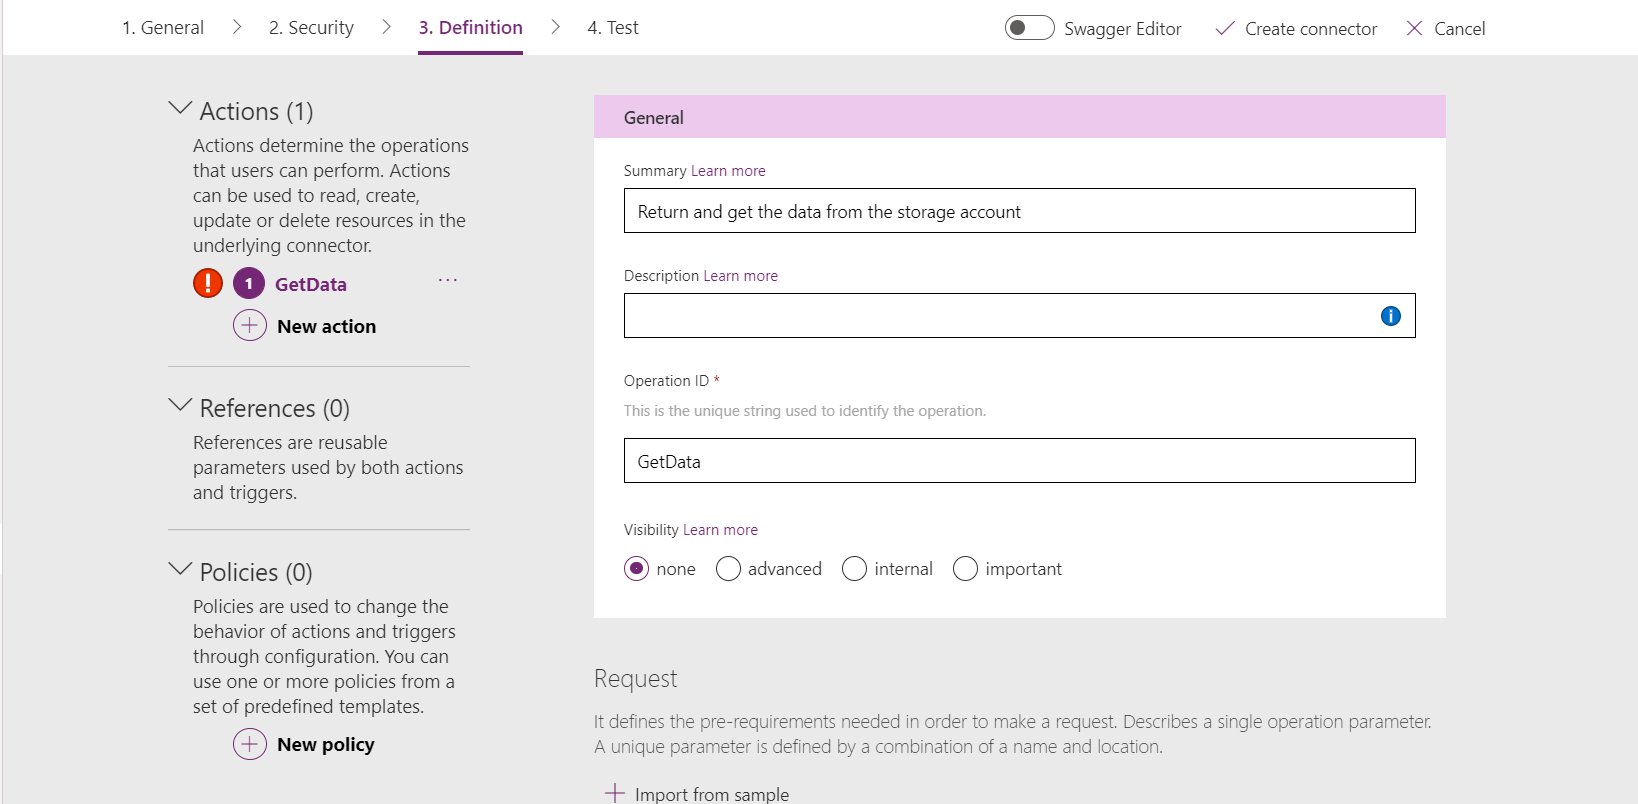 1. General
2. Security
3. Definition
4. Test
Swagger Editor
Create connector
Cancel
Actions (1)
Actions determine the operations
that users can perform. Actions
can be used to read, create,
update or delete resources in the
underlying connector.
! 1 GetData ...
New action
References (0)
References are reusable
parameters used by both actions
and triggers.
Policies (0)
Policies are used to change the
behavior of actions and triggers
through configuration. You can
use one or more policies from a
set of predefined templates.
New policy
General
Summary Learn more
Return and get the data from the storage account
Description Learn more
i
Operation ID *
This is the unique string used to identify the operation.
GetData
Visibility Learn more
none
advanced
internal
important
Request
It defines the pre-requirements needed in order to make a request. Describes a single operation parameter.
A unique parameter is defined by a combination of a name and location.
Import from sample